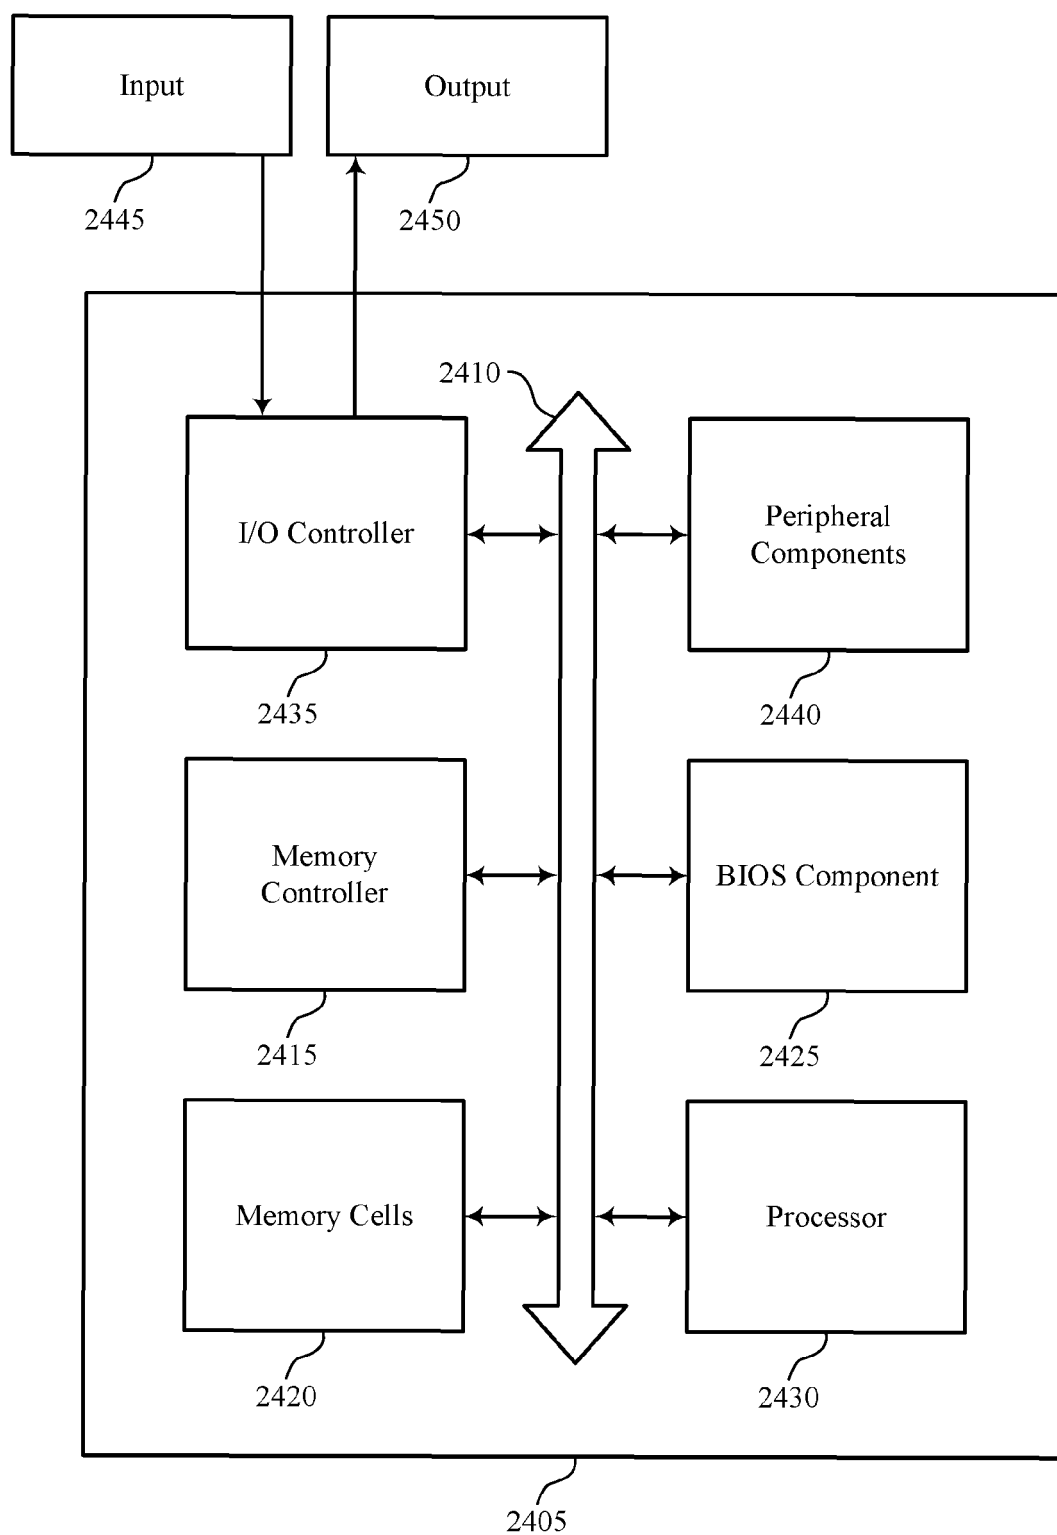 Input
Output
2445
2450
2410
I/O Controller
Peripheral
Components
2435
2440
Memory
Controller
BIOS Component
2415
2425
Memory Cells
Processor
2420
2430
2405